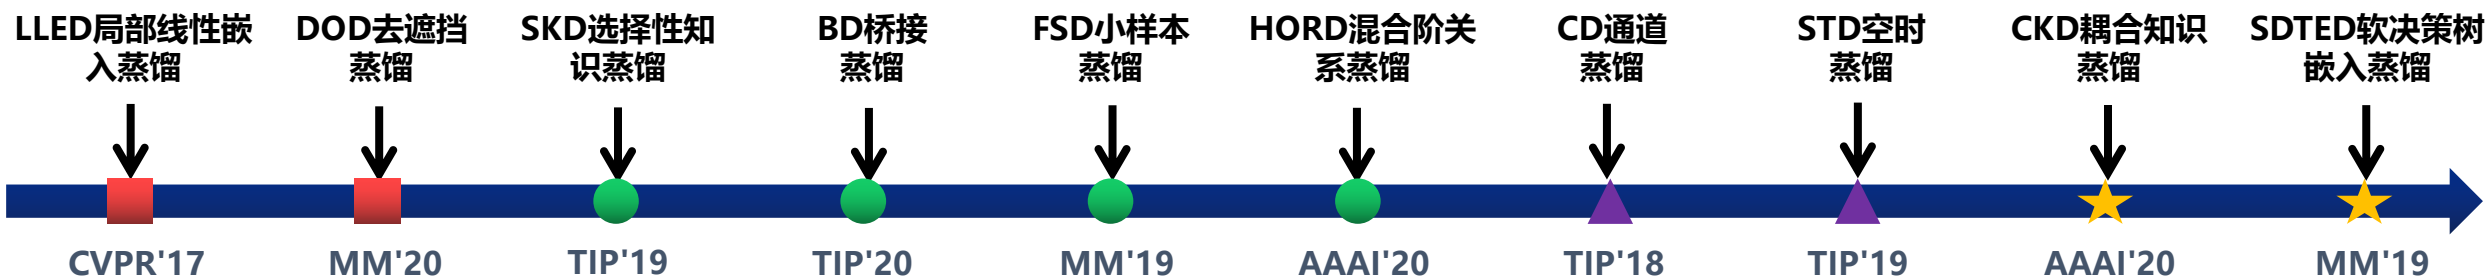 LLED局部线性嵌
入蒸馏
DOD去遮挡
蒸馏
SKD选择性知
识蒸馏
BD桥接
蒸馏
FSD小样本
蒸馏
HORD混合阶关
系蒸馏
CD通道
蒸馏
STD空时
蒸馏
CKD耦合知识
蒸馏
SDTED软决策树
嵌入蒸馏
CVPR'17
MM'20
TIP'19
TIP'20
MM'19
AAAI'20
TIP'18
TIP'19
AAAI'20
MM'19